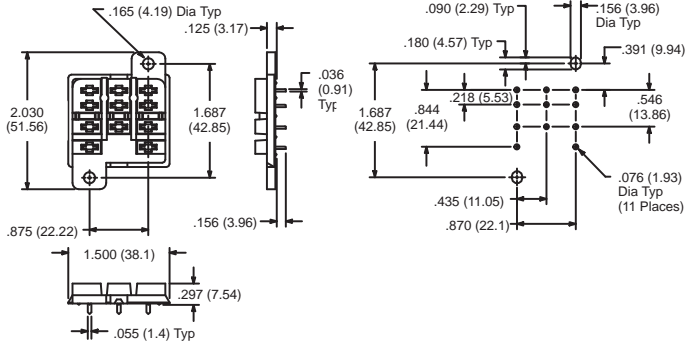 .165 (4.19) Dia Typ
.125 (3.17)
.036
(0.91)
Typ
2.030
(51.56)
1.687
(42.85)
.156 (3.96)
.875 (22.22)
1.500 (38.1)
.297 (7.54)
.055 (1.4) Typ
.090 (2.29) Typ
.156 (3.96)
Dia Typ
.180 (4.57) Typ
.391 (9.94)
.218 (5.53)
.844
(21.44)
1.687
(42.85)
.546
(13.86)
.076 (1.93)
Dia Typ
(11 Places)
.435 (11.05)
.870 (22.1)